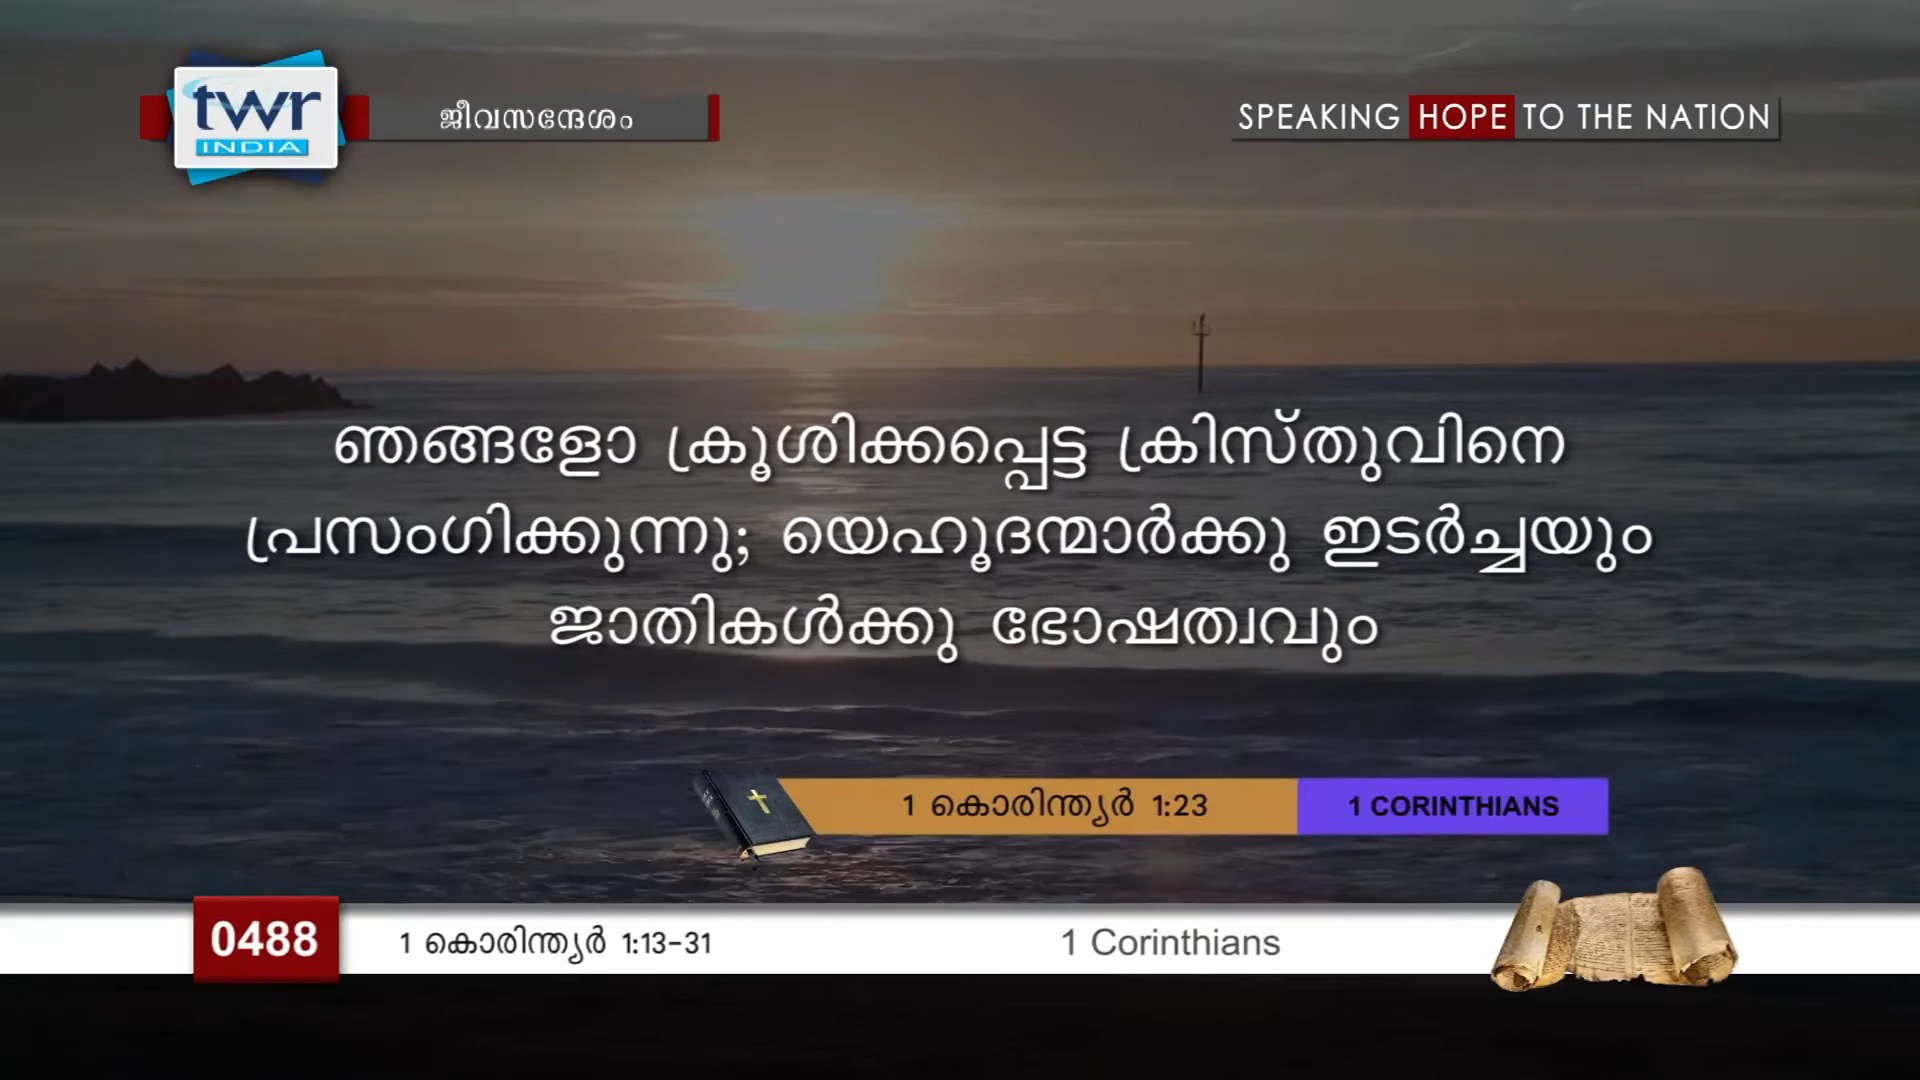 twr
INDIA
ജീവസന്ദേശം
SPEAKING HOPE TO THE NATION
ഞങ്ങളോ ക്രൂശിക്കപ്പെട്ട ക്രിസ്തുവിനെ
പ്രസംഗിക്കുന്നു; യെഹൂദന്മാർക്കു ഇടർച്ചയും
ജാതികൾക്കു ഭോഷത്വവും
1 കൊരിന്ത്യർ 1:23
1 CORINTHIANS
0488
1 കൊരിന്ത്യർ 1:13-31
1 Corinthians